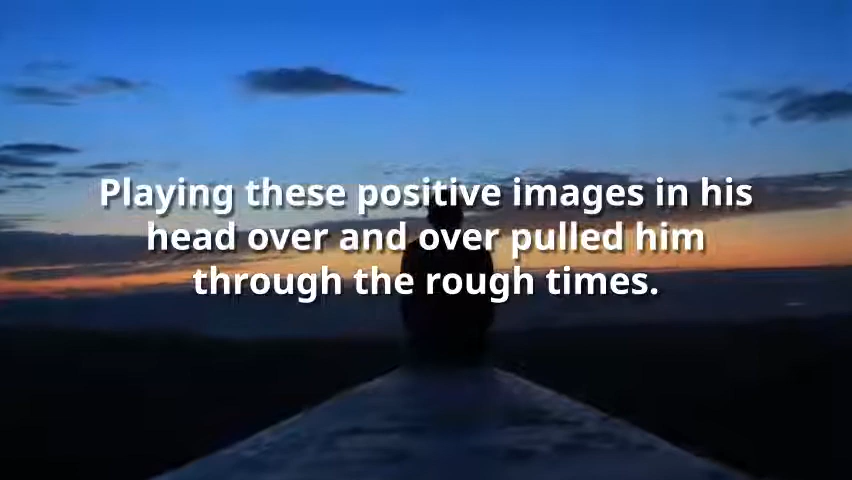 Playing these positive images in his
head over and over pulled him
through the rough times.